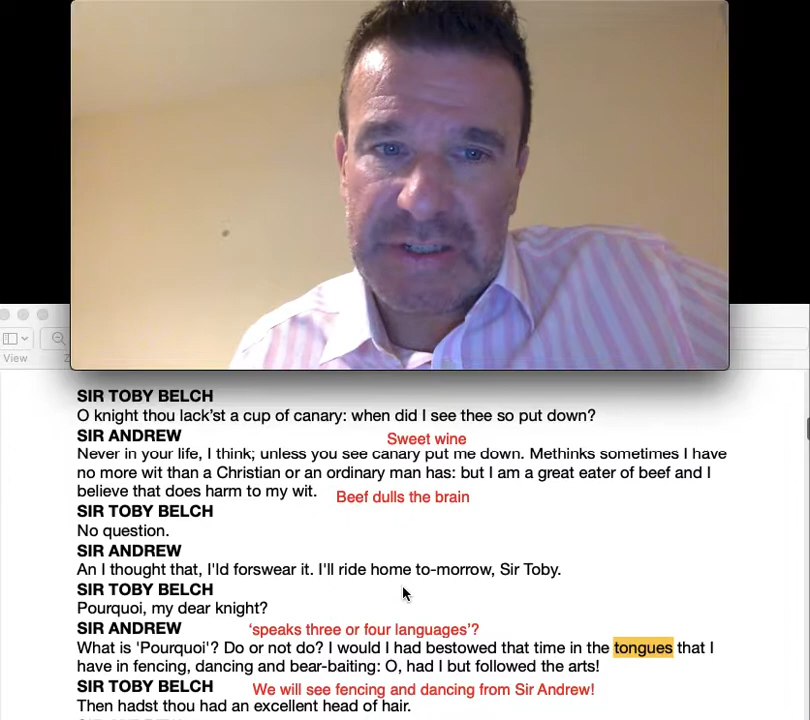 View
Z
SIR TOBY BELCH
O knight thou lack'st a cup of canary: when did I see thee so put down?
SIR ANDREW
Sweet wine
Never in your life, I think; unless you see canary put me down. Methinks sometimes I have
no more wit than a Christian or an ordinary man has: but I am a great eater of beef and I
believe that does harm to my wit.
Beef dulls the brain
SIR TOBY BELCH
No question.
SIR ANDREW
An I thought that, I'ld forswear it. I'll ride home to-morrow, Sir Toby.
SIR TOBY BELCH
Pourquoi, my dear knight?
SIR ANDREW
‘speaks three or four languages’?
What is 'Pourquoi'? Do or not do? I would I had bestowed that time in the tongues that I
have in fencing, dancing and bear-baiting: O, had I but followed the arts!
SIR TOBY BELCH
We will see fencing and dancing from Sir Andrew!
Then hadst thou had an excellent head of hair.